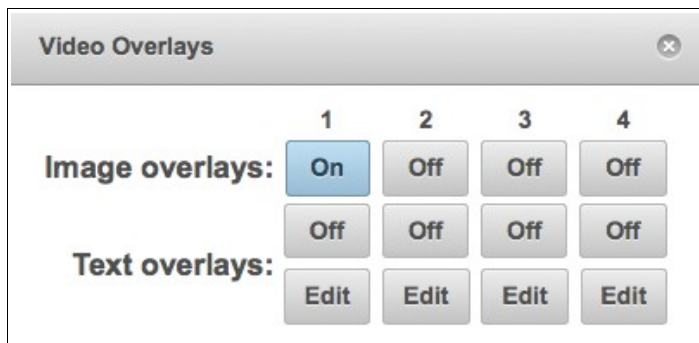 Video Overlays
1 2 3 4
Image overlays: On Off Off Off
Off Off Off Off
Text overlays:
Edit Edit Edit Edit